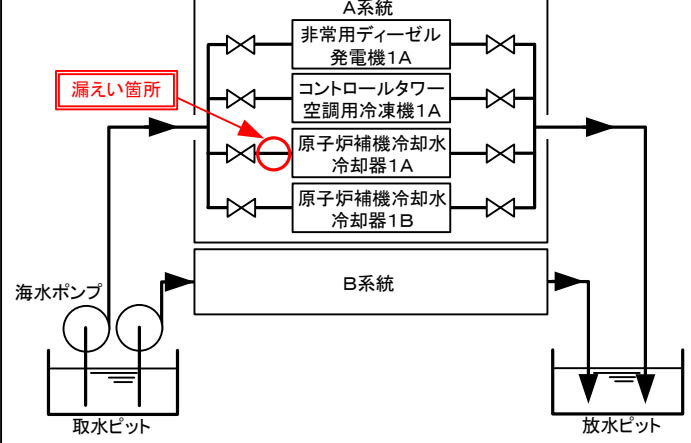 A系統
非常用ディーゼル
発電機1A
漏えい箇所
コントロールタワー
空調用冷凍機1A
原子炉補機冷却水
冷却器1A
原子炉補機冷却水
冷却器1B
B系統
海水ポンプ
取水ピット
放水ピット